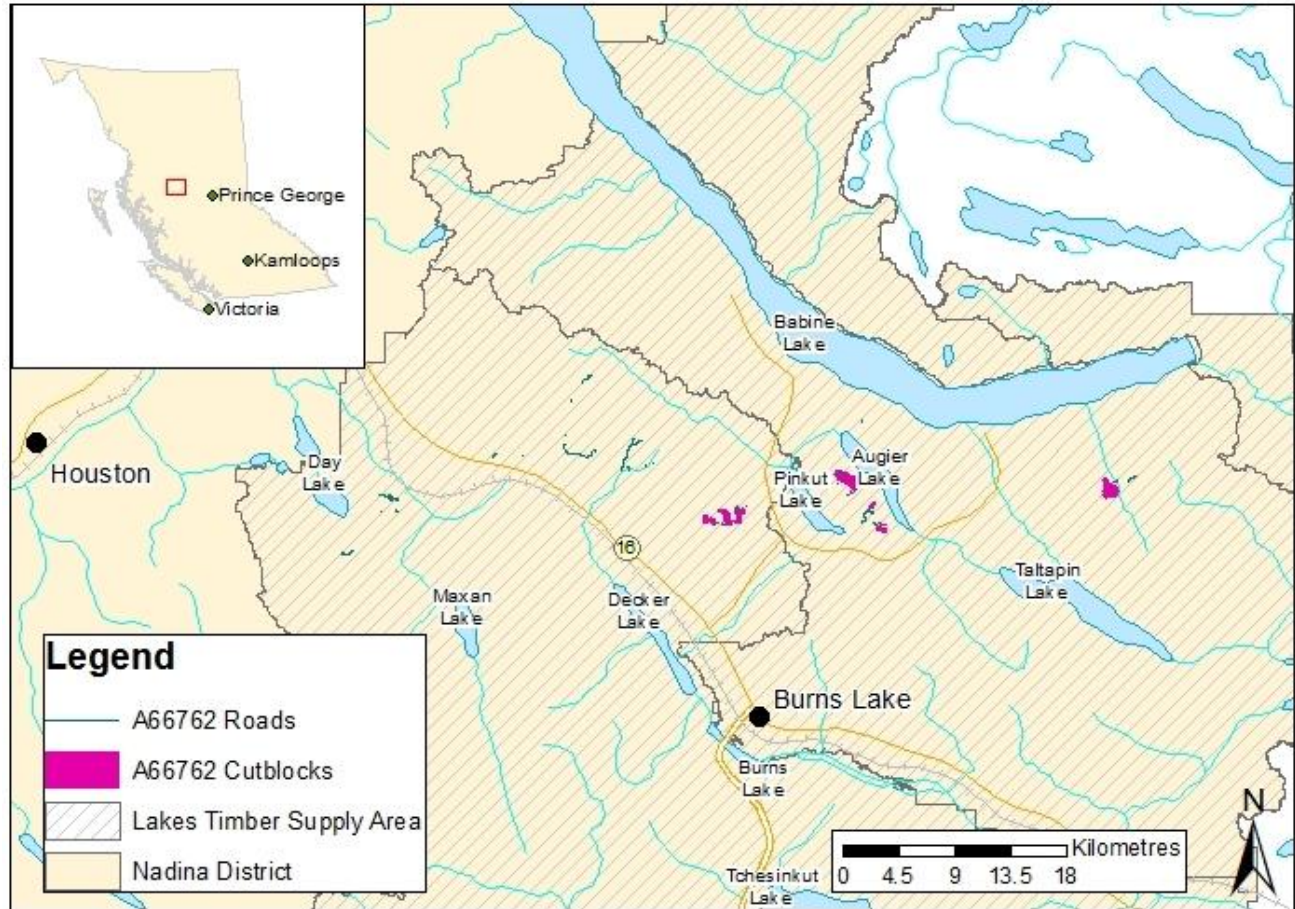 Prince George
Kamloops
Victoria
Babine
Lake
Houston
Day
Lake
Pinkut
Lake
Augier
Lake
16
Maxan
Lake
Decker
Lake
Taltapin
Lake
Burns Lake
Burns
Lake
Tchesinkut
Lake
Legend
A66762 Roads
A66762 Cutblocks
Lakes Timber Supply Area
Nadina District
Kilometres
0 4.5 9 13.5 18
N